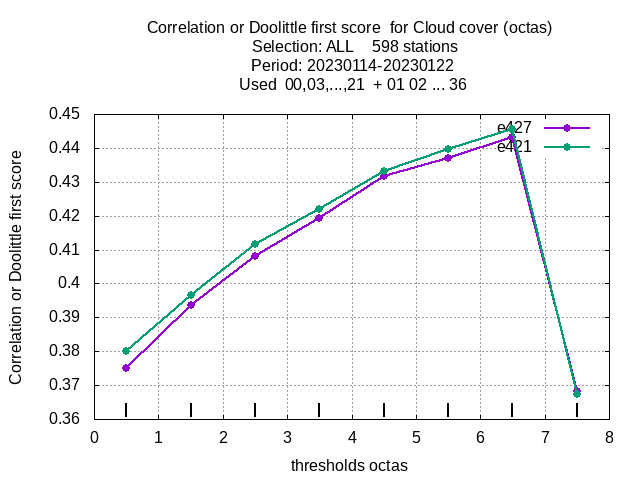 Correlation or Doolittle first score  for Cloud cover (octas)
Selection: ALL    598 stations
Period: 20230114-20230122
Used  00,03,...,21  + 01 02 ... 36
Correlation or Doolittle first score
0.45
0.44
0.43
0.42
0.41
0.4
0.39
0.38
0.37
0.36
e427
e421
0 1 2 3 4 5 6 7 8
thresholds octas